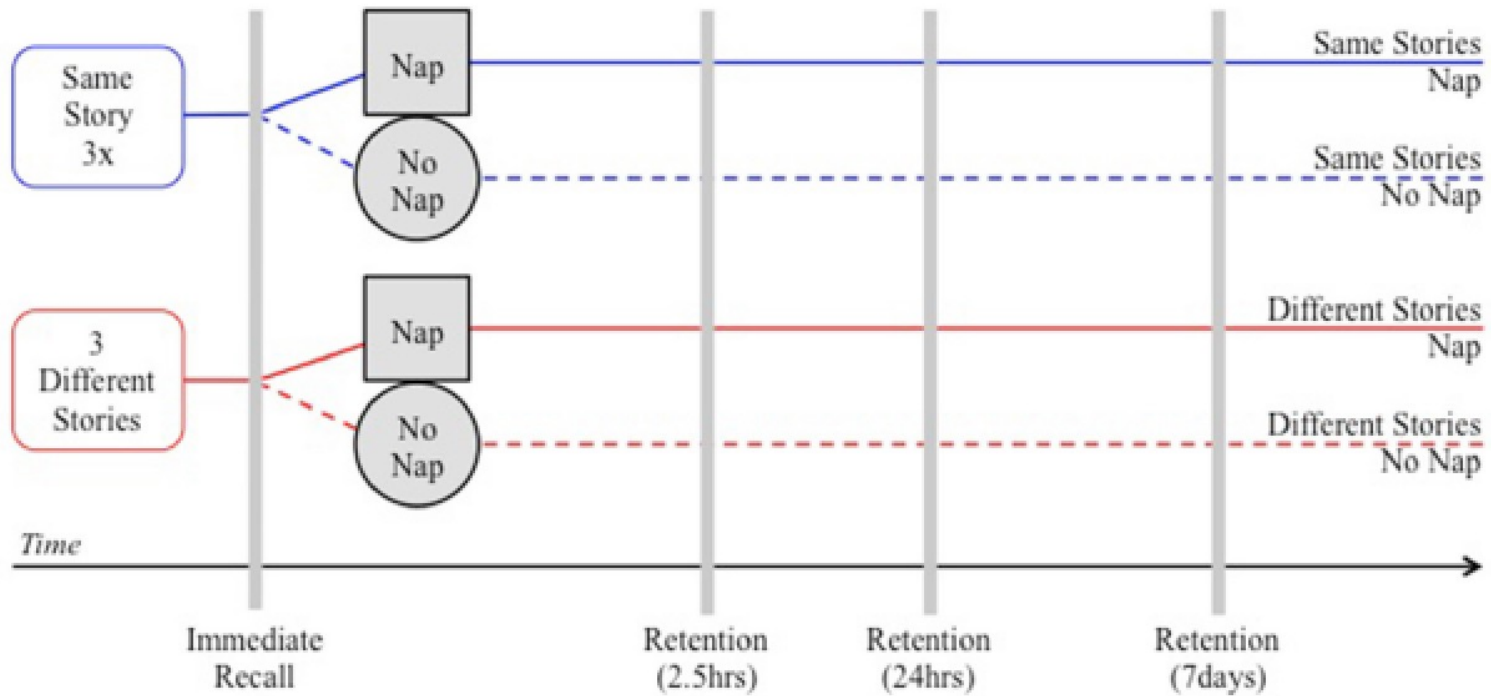 Same
Story
3x
Nap
No
Nap
Same Stories
Nap
Same Stories
No Nap
3
Different
Stories
Nap
No
Nap
Different Stories
Nap
Different Stories
No Nap
Time
Immediate
Recall
Retention
(2.5hrs)
Retention
(24hrs)
Retention
(7days)